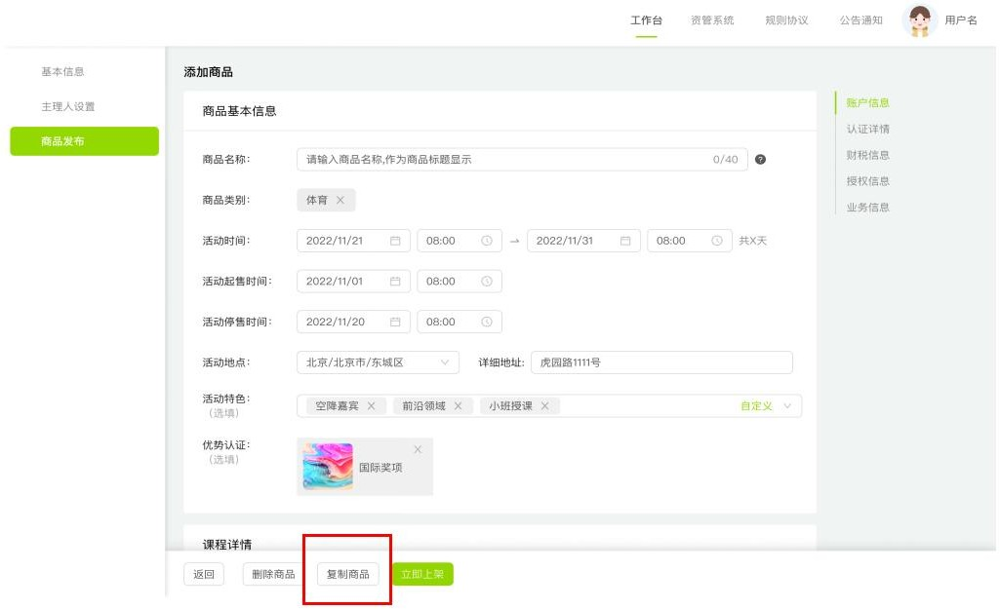 工作台 资管系统 规则协议 公告通知 用户名
基本信息
主理人设置
商品发布
添加商品
商品基本信息
商品名称: 请输入商品名称,作为商品标题显示 0/40 ?
商品类别: 体育
活动时间: 2022/11/21 08:00 → 2022/11/31 08:00 共X天
活动起售时间: 2022/11/01 08:00
活动停售时间: 2022/11/20 08:00
活动地点: 北京/北京市/东城区 详细地址: 虎园路1111号
活动特色: 空降嘉宾 前沿领域 小班授课 自定义
(选填)
优势认证:
(选填)
国际奖项
课程详情
返回 删除商品 复制商品 立即上架
账户信息
认证详情
财税信息
授权信息
业务信息